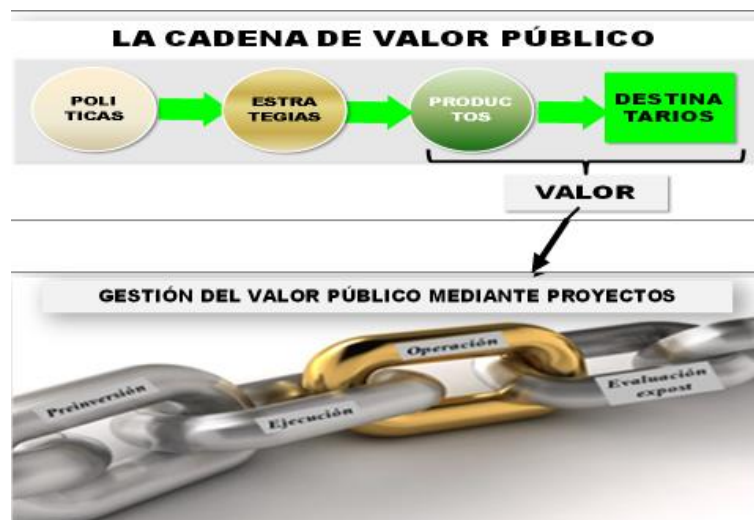 LA CADENA DE VALOR PÚBLICO
POLI
TICAS
ESTRA
TEGIAS
PRODUC
TOS
DESTINA
TARIOS
VALOR
GESTIÓN DEL VALOR PÚBLICO MEDIANTE PROYECTOS
Preinversión
Ejecución
Operación
Evaluación
expost